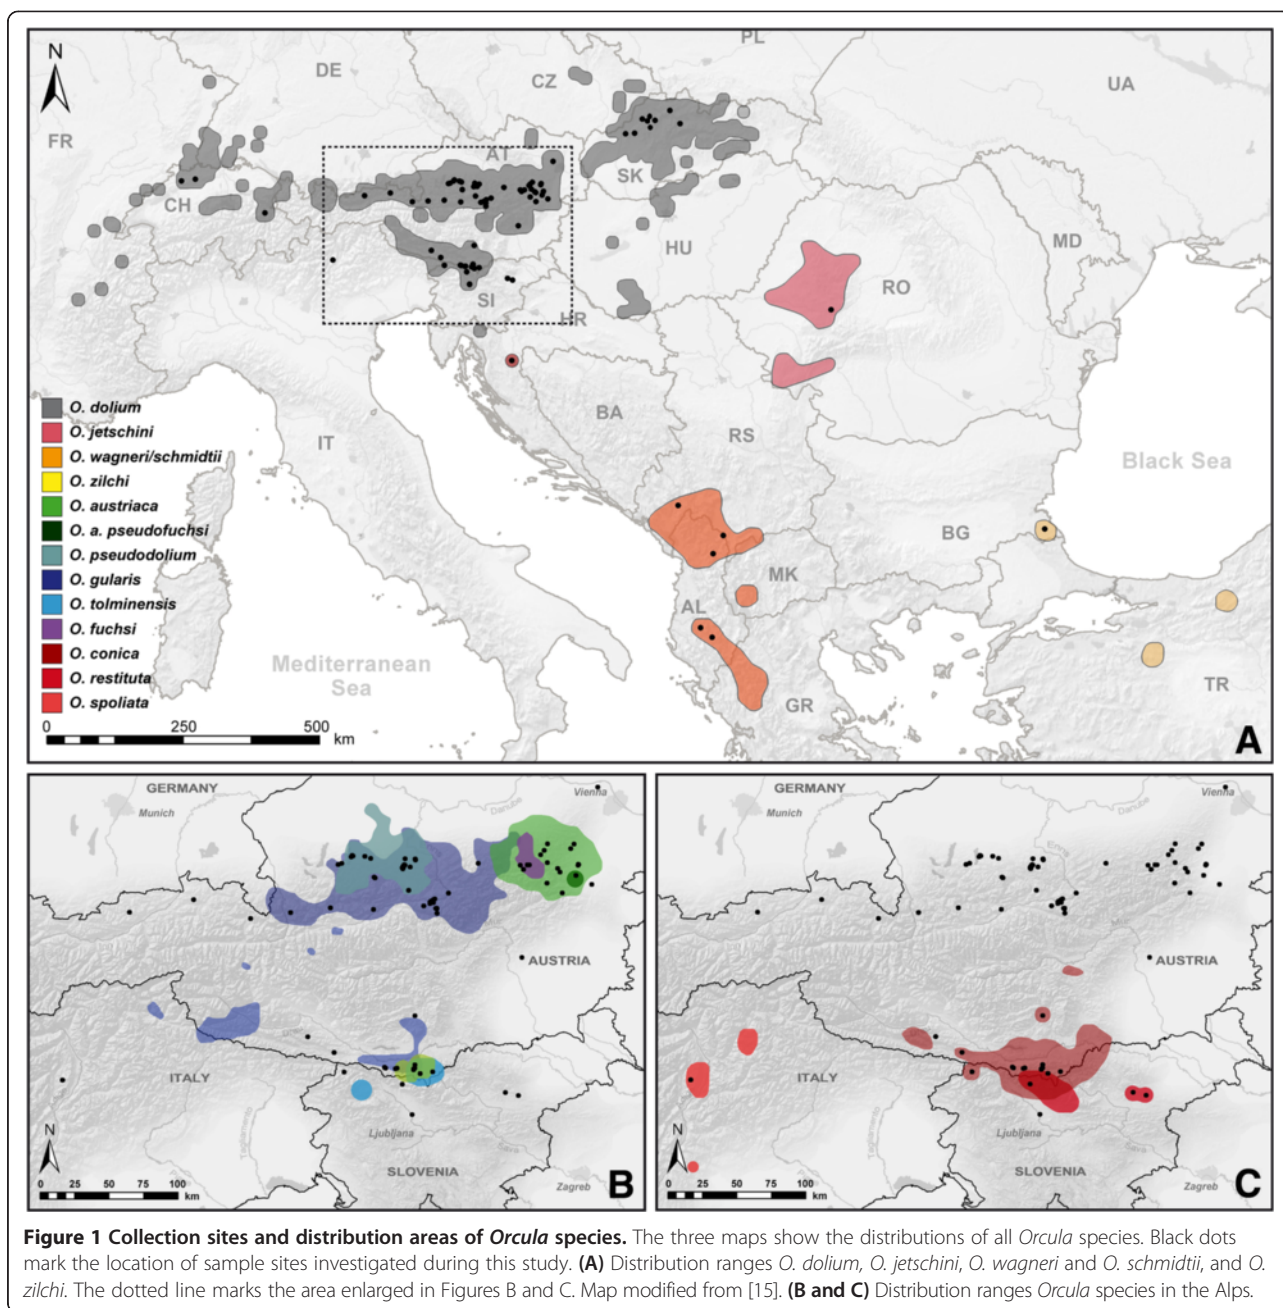 N
PL
DE
CZ
UA
FR
AT
SK
CH
MD
HU
RO
SI
HR
BA
RS
IT
Black Sea
BG
MK
AL
Mediterranean
Sea
GR
TR
O. dolium
O. jetschini
O. wagneri/schmidtii
O. zilchi
O. austriaca
O. a. pseudofuchsi
O. pseudodolium
O. gularis
O. tolminensis
O. fuchsi
O. conica
O. restituta
O. spoliata
0 250 500
km
A
GERMANY
Munich
Danube
Vienna
AUSTRIA
ITALY
Tagliamento
Ljubljana
Sava
SLOVENIA
Zagreb
N
0 25 50 75 100
km
B
GERMANY
Munich
Danube
Vienna
Enns
AUSTRIA
ITALY
Tagliamento
Ljubljana
Sava
SLOVENIA
Zagreb
N
0 25 50 75 100
km
C
Figure 1 Collection sites and distribution areas of Orcula species. The three maps show the distributions of all Orcula species. Black dots
mark the location of sample sites investigated during this study. (A) Distribution ranges O. dolium, O. jetschini, O. wagneri and O. schmidtii, and O.
zilchi. The dotted line marks the area enlarged in Figures B and C. Map modified from [15]. (B and C) Distribution ranges Orcula species in the Alps.